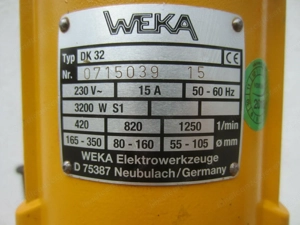 WEKA
Typ DK 32 CE
Nr. 0715039 15
230 V~ 15 A 50 - 60 Hz
3200 W S1
420 820 1250 1/min
165 - 350 80 - 160 55 - 105 ø mm
WEKA Elektrowerkzeuge
D 75387 Neubulach/Germany